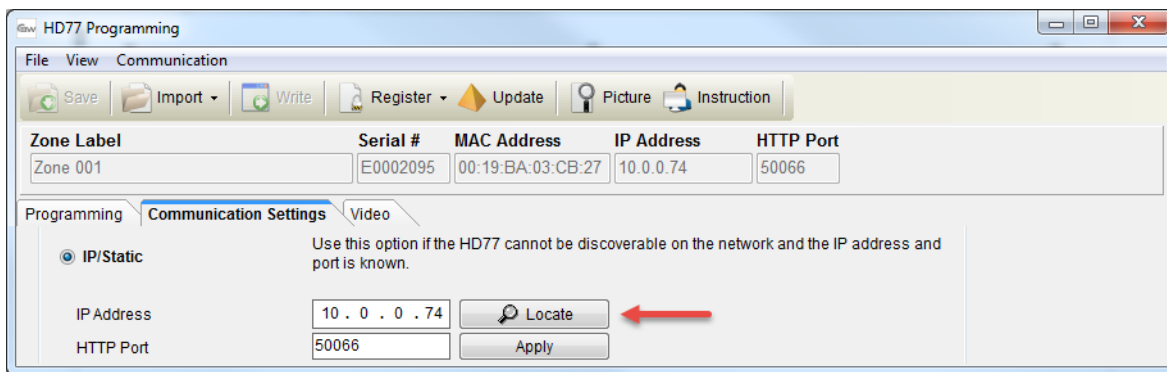 HD77 Programming
File View Communication
Save Import Write Register Update Picture Instruction
Zone Label Serial # MAC Address IP Address HTTP Port
Zone 001 E0002095 00:19:BA:03:CB:27 10.0.0.74 50066
Programming Communication Settings Video
IP/Static Use this option if the HD77 cannot be discoverable on the network and the IP address and
port is known.
IP Address 10 . 0 . 0 . 74 Locate
HTTP Port 50066 Apply